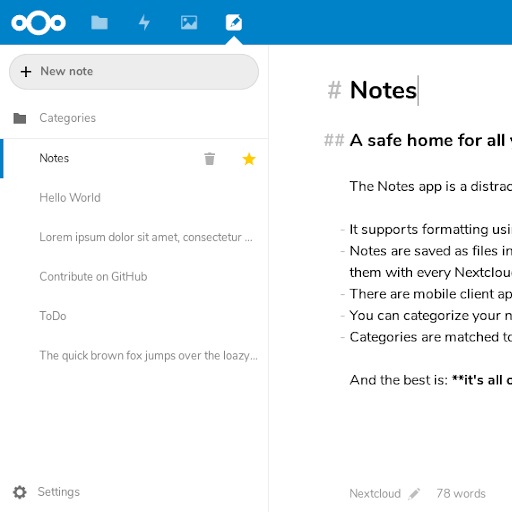 New note
Categories
Notes
Hello World
Lorem ipsum dolor sit amet, consectetur ...
Contribute on GitHub
ToDo
The quick brown fox jumps over the loazy...
Settings
# Notes
## A safe home for all
The Notes app is a distrac
- It supports formatting usin
- Notes are saved as files in
them with every Nextclou
- There are mobile client ap
- You can categorize your n
- Categories are matched to
And the best is: **it's all
Nextcloud 78 words